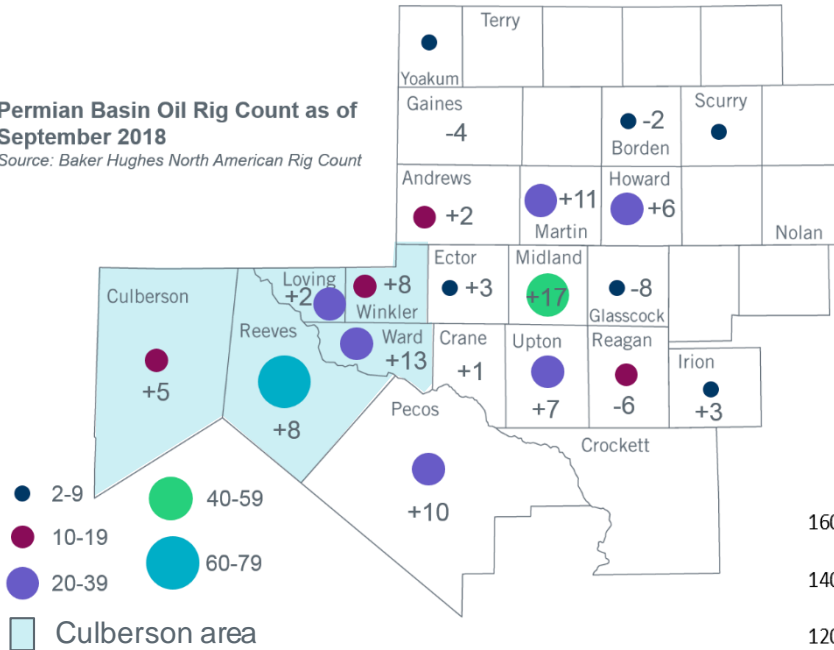 Terry
Yoakum
Permian Basin Oil Rig Count as of
September 2018
Source: Baker Hughes North American Rig Count
Gaines
-4
-2
Borden
Scurry
Andrews
+2
+11
Martin
Howard
+6
Nolan
Culberson
+5
Loving
+2
+8
Winkler
Ector
+3
Midland
+17
-8
Glasscock
Reeves
+8
Ward
+13
Crane
+1
Upton
+7
Reagan
-6
Irion
+3
Pecos
+10
Crockett
2-9
40-59
10-19
60-79
20-39
Culberson area
160
140
120